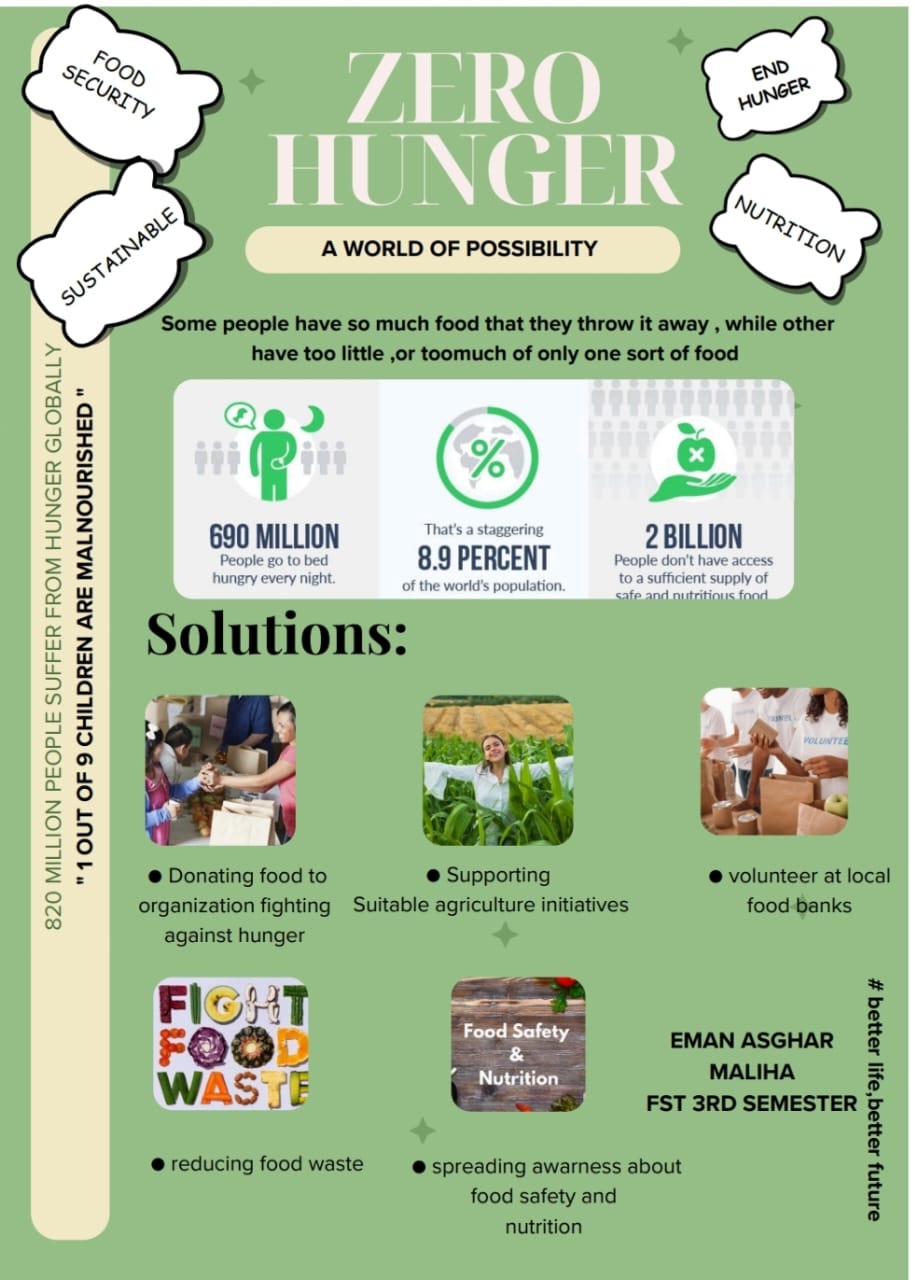 FOOD
SECURITY
END
HUNGER
ZERO
HUNGER
SUSTAINABLE
NUTRITION
A WORLD OF POSSIBILITY
Some people have so much food that they throw it away , while other
have too little ,or toomuch of only one sort of food
820 MILLION PEOPLE SUFFER FROM HUNGER GLOBALLY
" 1 OUT OF 9 CHILDREN ARE MALNOURISHED "
690 MILLION
People go to bed
hungry every night.
%
That's a staggering
8.9 PERCENT
of the world's population.
2 BILLION
People don't have access
to a sufficient supply of
safe and nutritious food
Solutions:
VOLUNTEE
● Donating food to
organization fighting
against hunger
● Supporting
Suitable agriculture initiatives
● volunteer at local
food banks
FIGHT
FOOD
WASTE
Food Safety
&
Nutrition
EMAN ASGHAR
MALIHA
FST 3RD SEMESTER
# better life,better future
● reducing food waste
● spreading awarness about
food safety and
nutrition